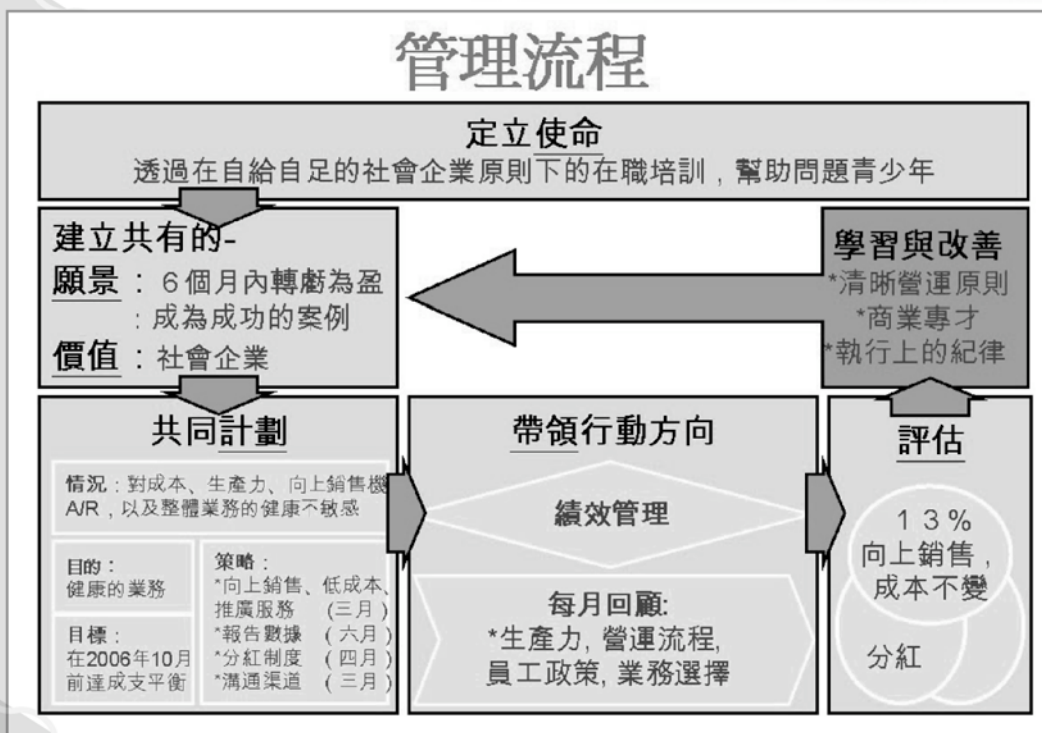 管理流程
定立使命
透過在自給自足的社會企業原則下的在職培訓，幫助問題青少年
建立共有的-
願景：6個月內轉虧為盈
：成為成功的案例
價值：社會企業
學習與改善
*清晰營運原則
*商業專才
*執行上的紀律
共同計劃
情況：對成本、生產力、向上銷售機
A/R，以及整體業務的健康不敏感
目的：
健康的業務
目標：
在2006年10月
前達成支平衡
策略：
*向上銷售、低成本、
推廣服務 (三月)
*報告數據 (六月)
*分紅制度 (四月)
*溝通渠道 (三月)
帶领行動方向
績效管理
每月回顧:
*生產力, 營運流程,
員工政策, 業務選擇
評估
13%
向上銷售，
成本不變
分紅